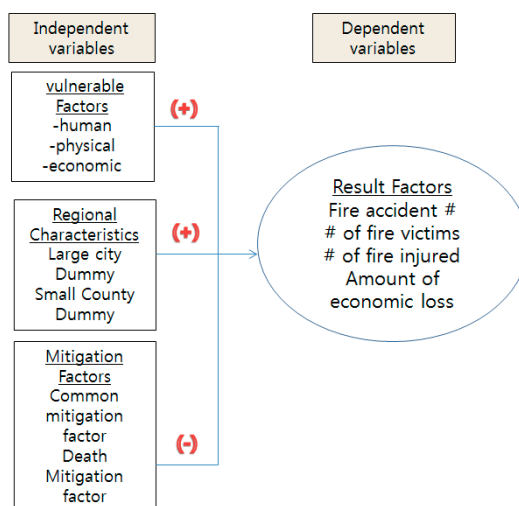 Independent
variables
Dependent
variables
vulnerable
Factors
-human
-physical
-economic
(+)
Regional
Characteristics
Large city
Dummy
Small County
Dummy
(+)
Mitigation
Factors
Common
mitigation
factor
Death
Mitigation
factor
(-)
Result Factors
Fire accident #
# of fire victims
# of fire injured
Amount of
economic loss